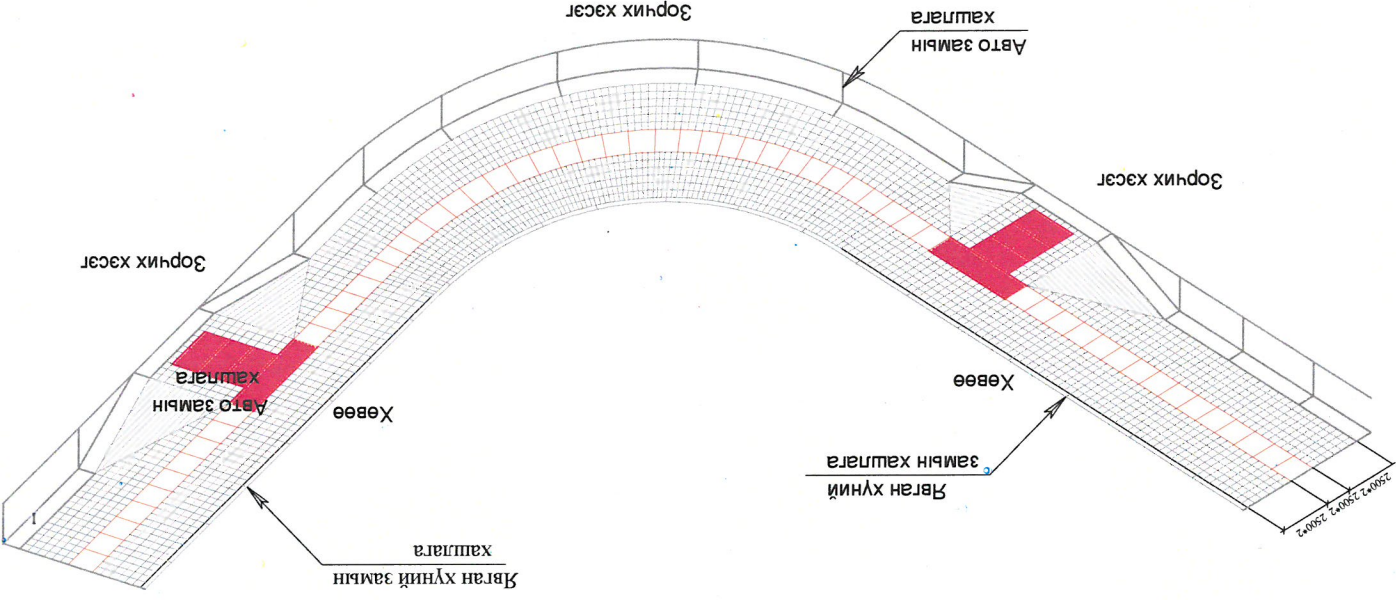 Явган хүний замын
хашлага
2500*2 2500*2 2500*2
I
Явган хүний
замын хашлага
Хөвөө
Авто замын
хашлага
Хөвөө
Зорчих хэсэг
Зорчих хэсэг
Авто замын
хашлага
Зорчих хэсэг